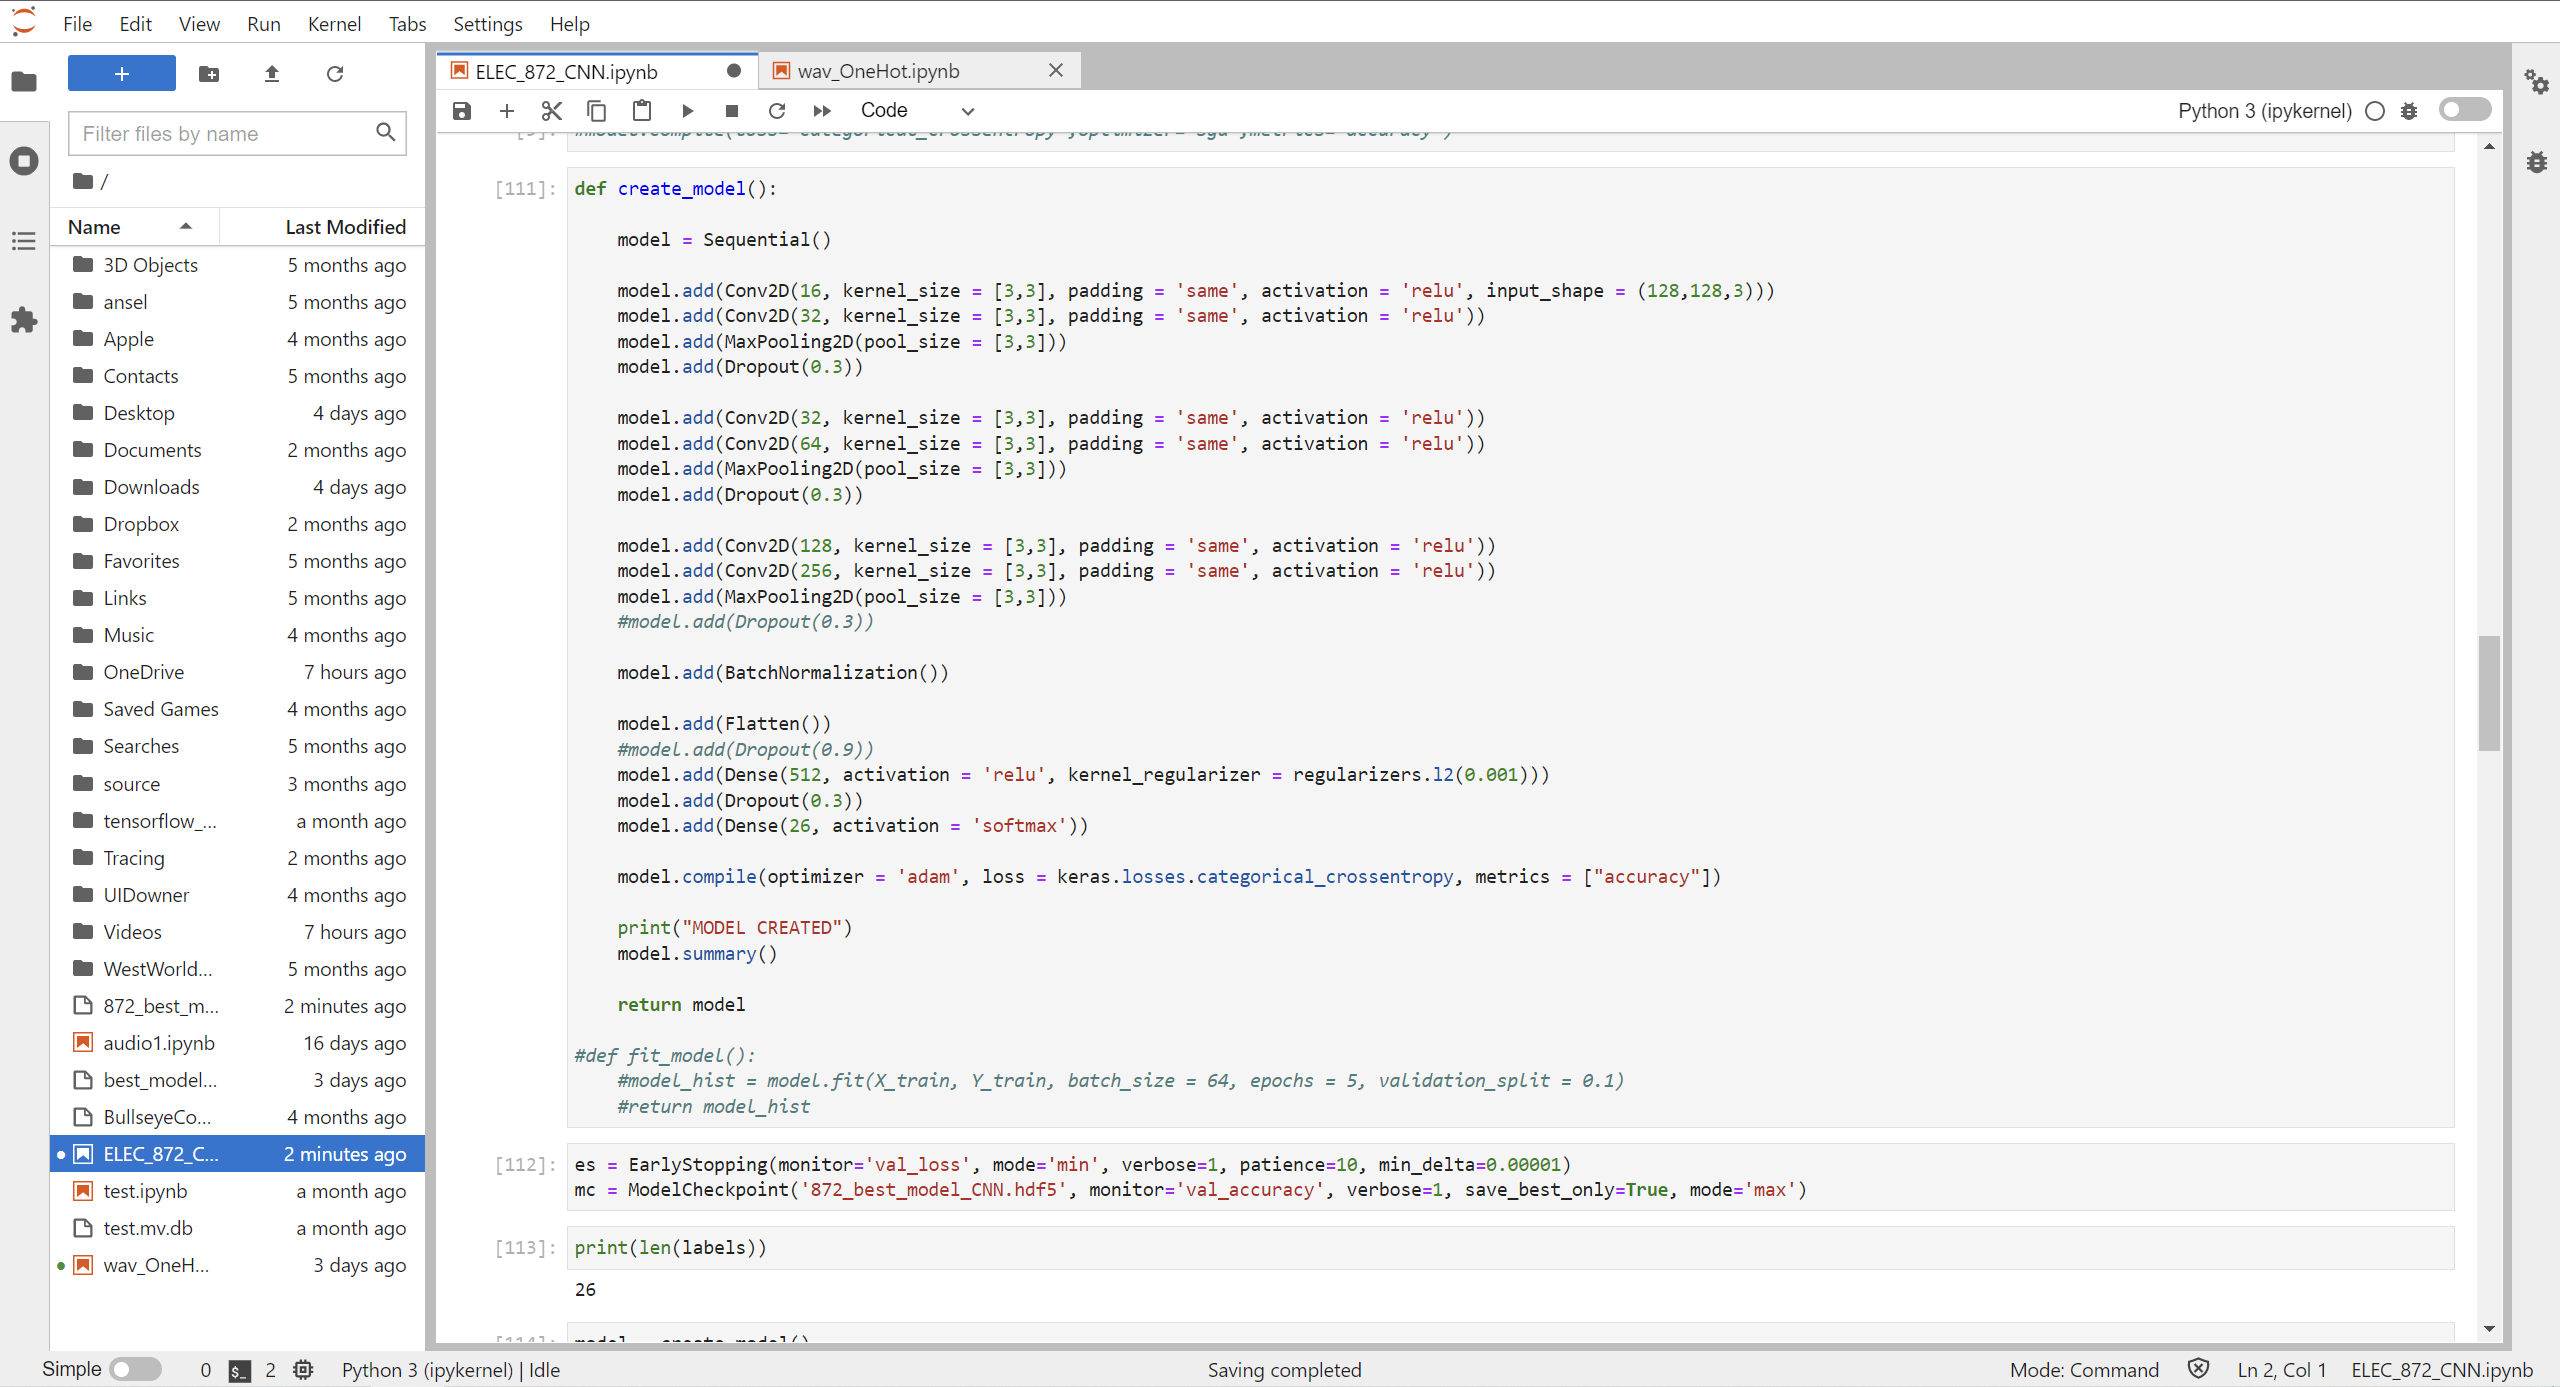 File Edit View Run Kernel Tabs Settings Help
+
Filter files by name
/
Name Last Modified
3D Objects 5 months ago
ansel 5 months ago
Apple 4 months ago
Contacts 5 months ago
Desktop 4 days ago
Documents 2 months ago
Downloads 4 days ago
Dropbox 2 months ago
Favorites 5 months ago
Links 5 months ago
Music 4 months ago
OneDrive 7 hours ago
Saved Games 4 months ago
Searches 5 months ago
source 3 months ago
tensorflow_... a month ago
Tracing 2 months ago
UIDowner 4 months ago
Videos 7 hours ago
WestWorld... 5 months ago
872_best_m... 2 minutes ago
audio1.ipynb 16 days ago
best_model... 3 days ago
BullseyeCo... 4 months ago
ELEC_872_C... 2 minutes ago
test.ipynb a month ago
test.mv.db a month ago
wav_OneH... 3 days ago
ELEC_872_CNN.ipynb wav_OneHot.ipynb
Code Python 3 (ipykernel)
[9]: #model.compile(loss='categorical_crossentropy',optimizer='sgd',metrics='accuracy')
[111]: def create_model():
model = Sequential()
model.add(Conv2D(16, kernel_size = [3,3], padding = 'same', activation = 'relu', input_shape = (128,128,3)))
model.add(Conv2D(32, kernel_size = [3,3], padding = 'same', activation = 'relu'))
model.add(MaxPooling2D(pool_size = [3,3]))
model.add(Dropout(0.3))
model.add(Conv2D(32, kernel_size = [3,3], padding = 'same', activation = 'relu'))
model.add(Conv2D(64, kernel_size = [3,3], padding = 'same', activation = 'relu'))
model.add(MaxPooling2D(pool_size = [3,3]))
model.add(Dropout(0.3))
model.add(Conv2D(128, kernel_size = [3,3], padding = 'same', activation = 'relu'))
model.add(Conv2D(256, kernel_size = [3,3], padding = 'same', activation = 'relu'))
model.add(MaxPooling2D(pool_size = [3,3]))
#model.add(Dropout(0.3))
model.add(BatchNormalization())
model.add(Flatten())
#model.add(Dropout(0.9))
model.add(Dense(512, activation = 'relu', kernel_regularizer = regularizers.l2(0.001)))
model.add(Dropout(0.3))
model.add(Dense(26, activation = 'softmax'))
model.compile(optimizer = 'adam', loss = keras.losses.categorical_crossentropy, metrics = ["accuracy"])
print("MODEL CREATED")
model.summary()
return model
#def fit_model():
#model_hist = model.fit(X_train, Y_train, batch_size = 64, epochs = 5, validation_split = 0.1)
#return model_hist
[112]: es = EarlyStopping(monitor='val_loss', mode='min', verbose=1, patience=10, min_delta=0.00001)
mc = ModelCheckpoint('872_best_model_CNN.hdf5', monitor='val_accuracy', verbose=1, save_best_only=True, mode='max')
[113]: print(len(labels))
26
[114]: model = create_model()
Simple 0 $_ 2 Python 3 (ipykernel) | Idle Saving completed Mode: Command Ln 2, Col 1 ELEC_872_CNN.ipynb